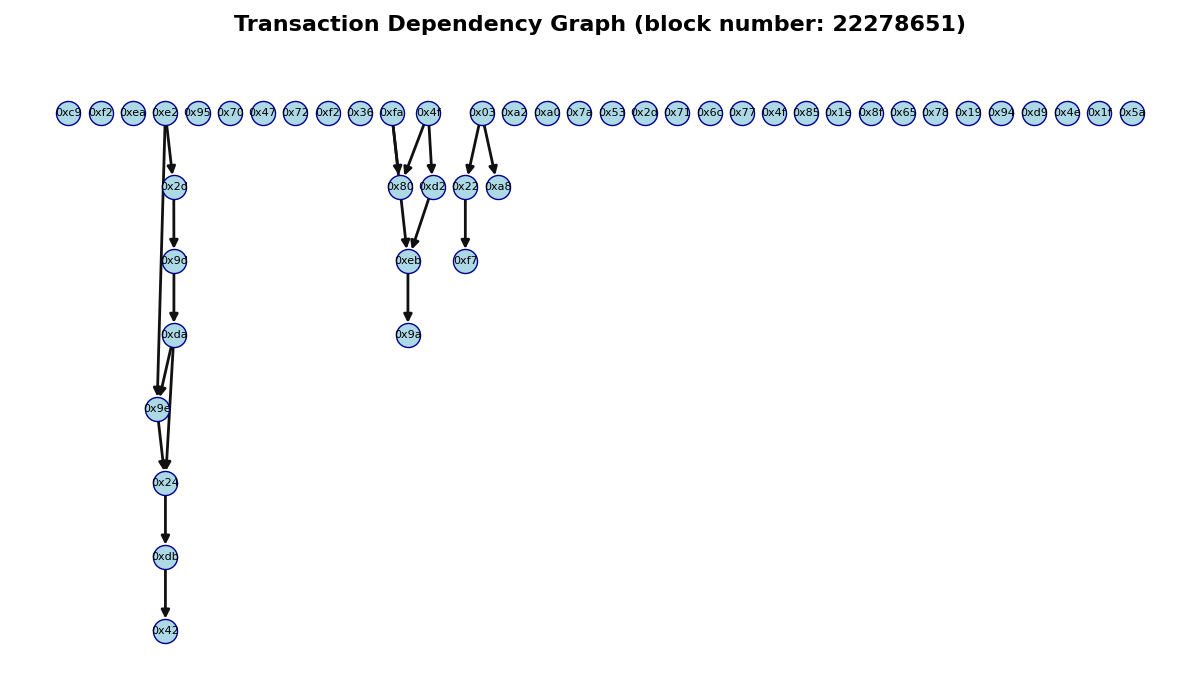 Transaction Dependency Graph (block number: 22278651)
0xc9 0xf2 0xea 0xe2 0x95 0x70 0x47 0x72 0xf2 0x36 0xfa 0x4f 0x03 0xa2 0xa0 0x7a 0x53 0x2d 0x71 0x6c 0x77 0x4f 0x85 0x1e 0x8f 0x65 0x78 0x19 0x94 0xd9 0x4e 0x1f 0x5a
0x2d 0x80 0xd2 0x22 0xa8
0x9d 0xeb 0xf7
0xda 0x9a
0x9e
0x24
0xdb
0x42